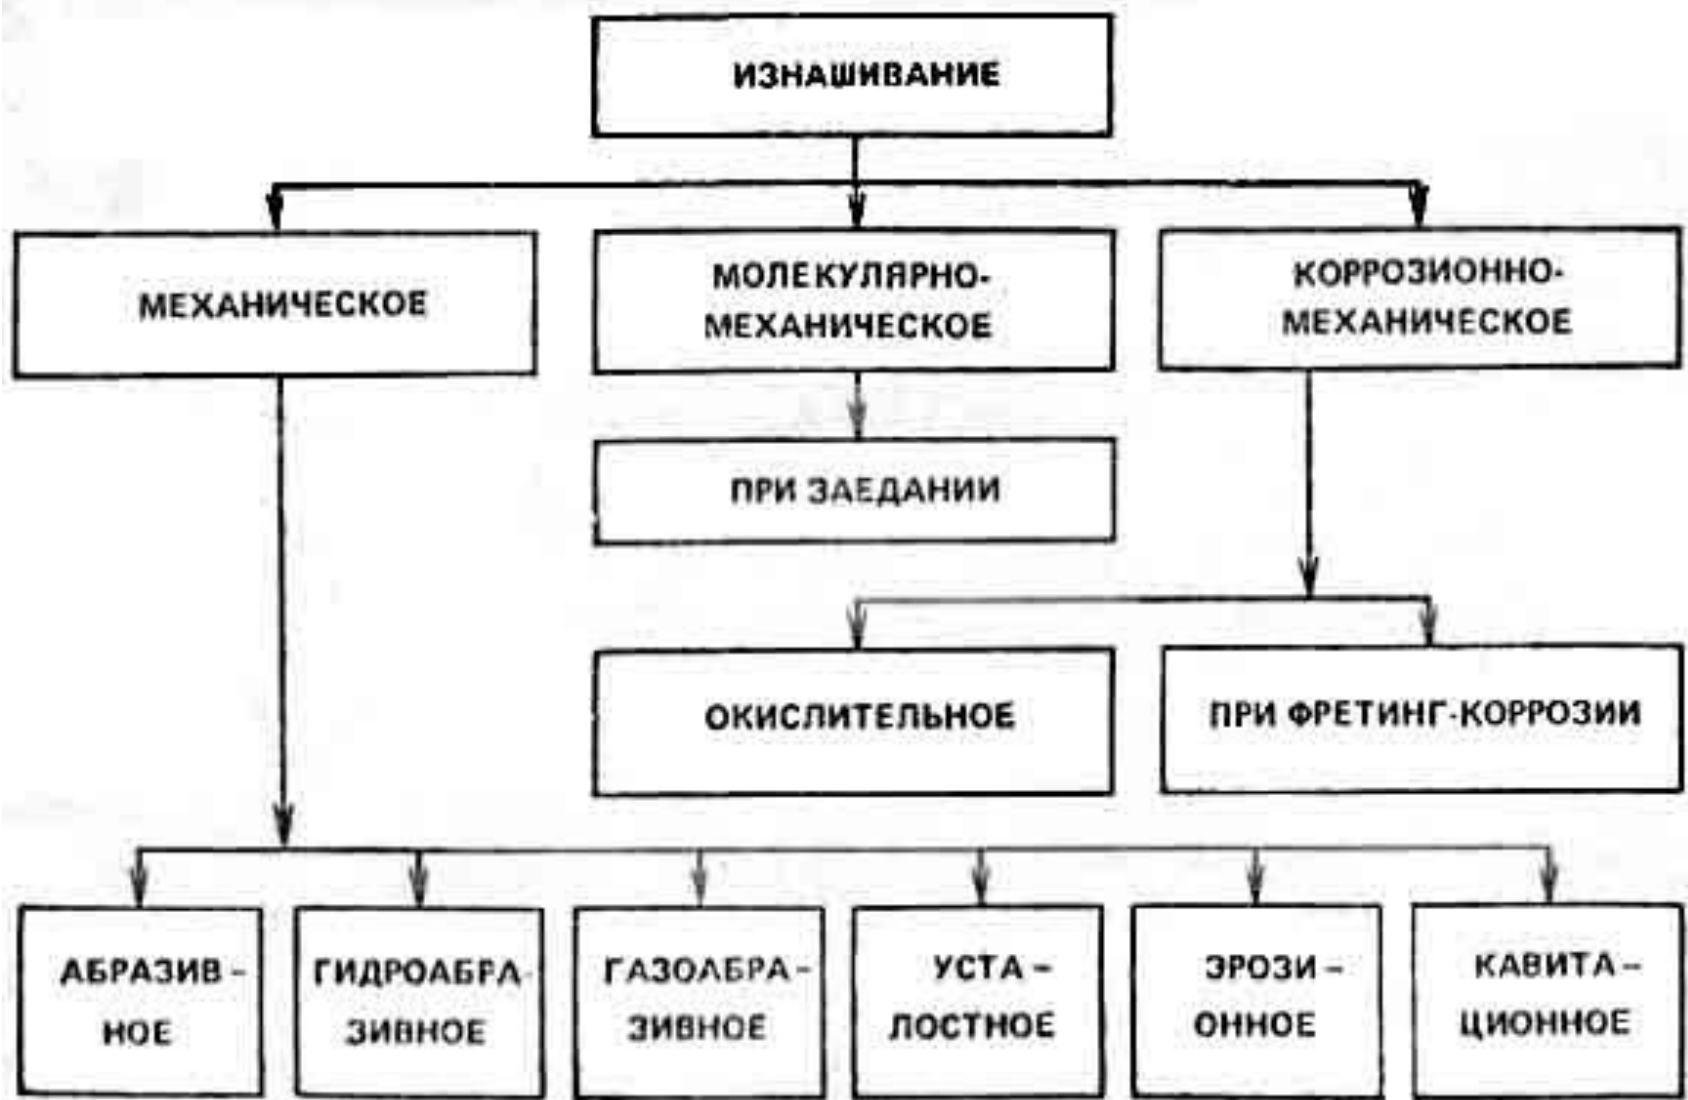 ИЗНАШИВАНИЕ
МЕХАНИЧЕСКОЕ
МОЛЕКУЛЯРНО-
МЕХАНИЧЕСКОЕ
КОРРОЗИОННО-
МЕХАНИЧЕСКОЕ
ПРИ ЗАЕДАНИИ
ОКИСЛИТЕЛЬНОЕ
ПРИ ФРЕТИНГ-КОРРОЗИИ
АБРАЗИВ-
НОЕ
ГИДРОАБРА-
ЗИВНОЕ
ГАЗОАБРА-
ЗИВНОЕ
УСТА-
ЛОСТНОЕ
ЭРОЗИ-
ОННОЕ
КАВИТА-
ЦИОННОЕ